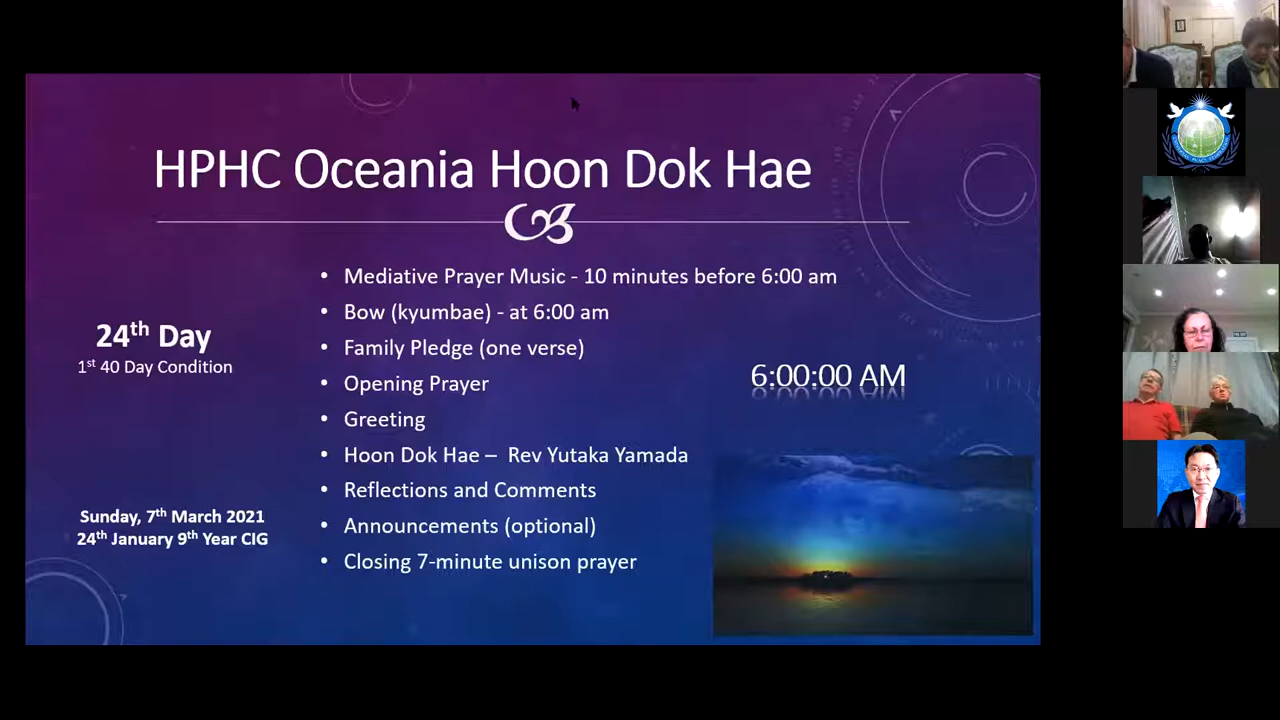 HPHC Oceania Hoon Dok Hae
24th Day
1st 40 Day Condition
Sunday, 7th March 2021
24th January 9th Year CIG
• Mediative Prayer Music - 10 minutes before 6:00 am
• Bow (kyumbae) - at 6:00 am
• Family Pledge (one verse)
• Opening Prayer
• Greeting
• Hoon Dok Hae – Rev Yutaka Yamada
• Reflections and Comments
• Announcements (optional)
• Closing 7-minute unison prayer
6:00:00 AM